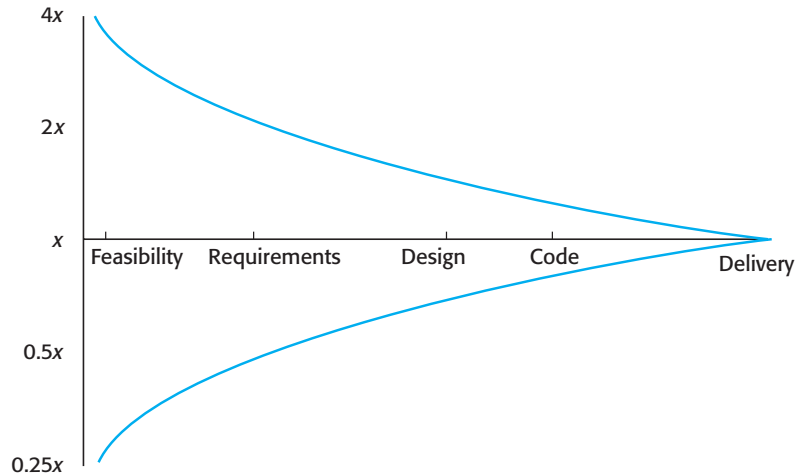 4x
2x
x
Feasibility Requirements Design Code Delivery
0.5x
0.25x